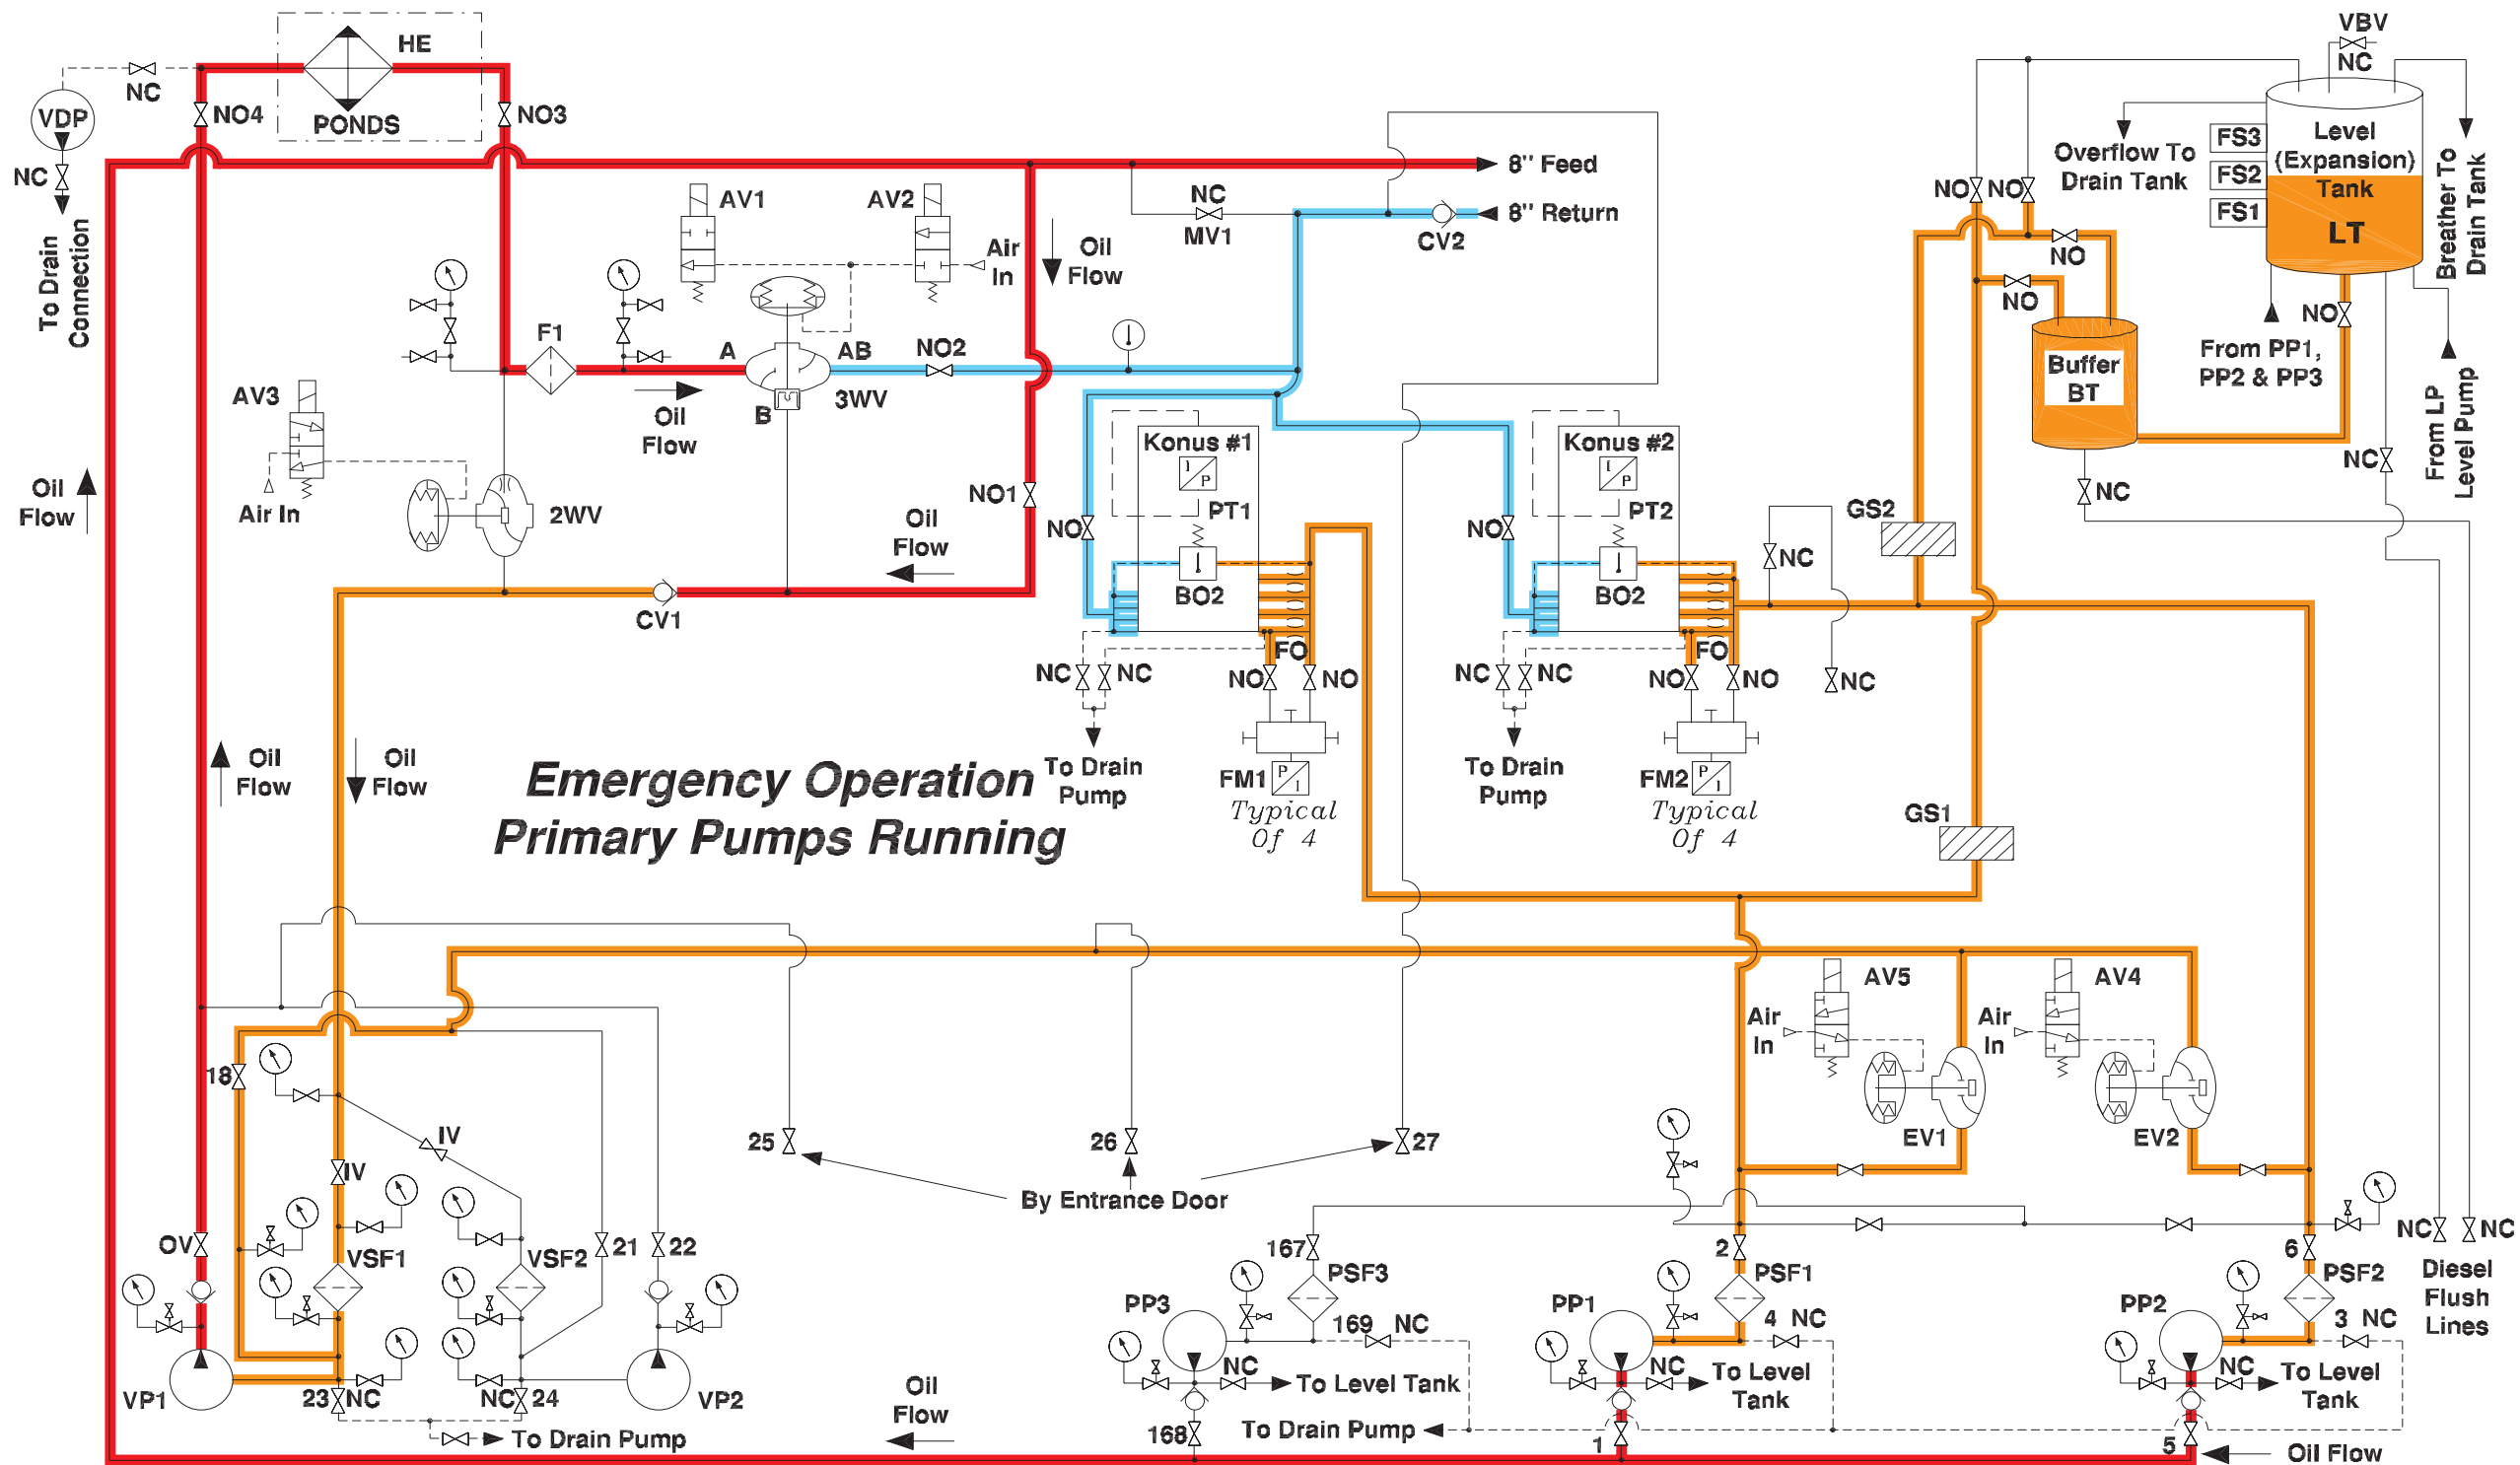 VBV
NC
HE
PONDS
NC
VDP
NC
NO4
NO3
To Drain
Connection
8" Feed
8" Return
NC
MV1
CV2
AV1
AV2
Air
In
Oil
Flow
FS3
FS2
FS1
Level
(Expansion)
Tank
LT
Overflow To
Drain Tank
Breather To
Drain Tank
NO
NO
NO
NO
NO
Buffer
BT
From PP1,
PP2 & PP3
From LP
Level Pump
NC
NC
F1
A
AB
B
3WV
NO2
Oil
Flow
AV3
Air In
2WV
Oil
Flow
NO1
Oil
Flow
CV1
Konus #1
I
P
PT1
NO
BO2
FO
NC
NC
NO
NO
To Drain
Pump
FM1
P
I
Typical
Of 4
Konus #2
I
P
PT2
NO
BO2
FO
NC
NC
NO
NO
To Drain
Pump
FM2
P
I
Typical
Of 4
NC
NC
GS2
GS1
Oil
Flow
Oil
Flow
Emergency Operation
Primary Pumps Running
AV5
Air
In
EV1
AV4
Air
In
EV2
18
IV
IV
25
26
27
By Entrance Door
OV
VSF1
VSF2
21
22
VP1
VP2
23
NC
NC
24
To Drain Pump
Oil
Flow
167
PSF3
PP3
169
NC
NC
To Level Tank
168
To Drain Pump
2
PSF1
PP1
4
NC
NC
To Level
Tank
1
6
PSF2
PP2
3
NC
NC
To Level
Tank
5
NC
NC
Diesel
Flush
Lines
Oil Flow